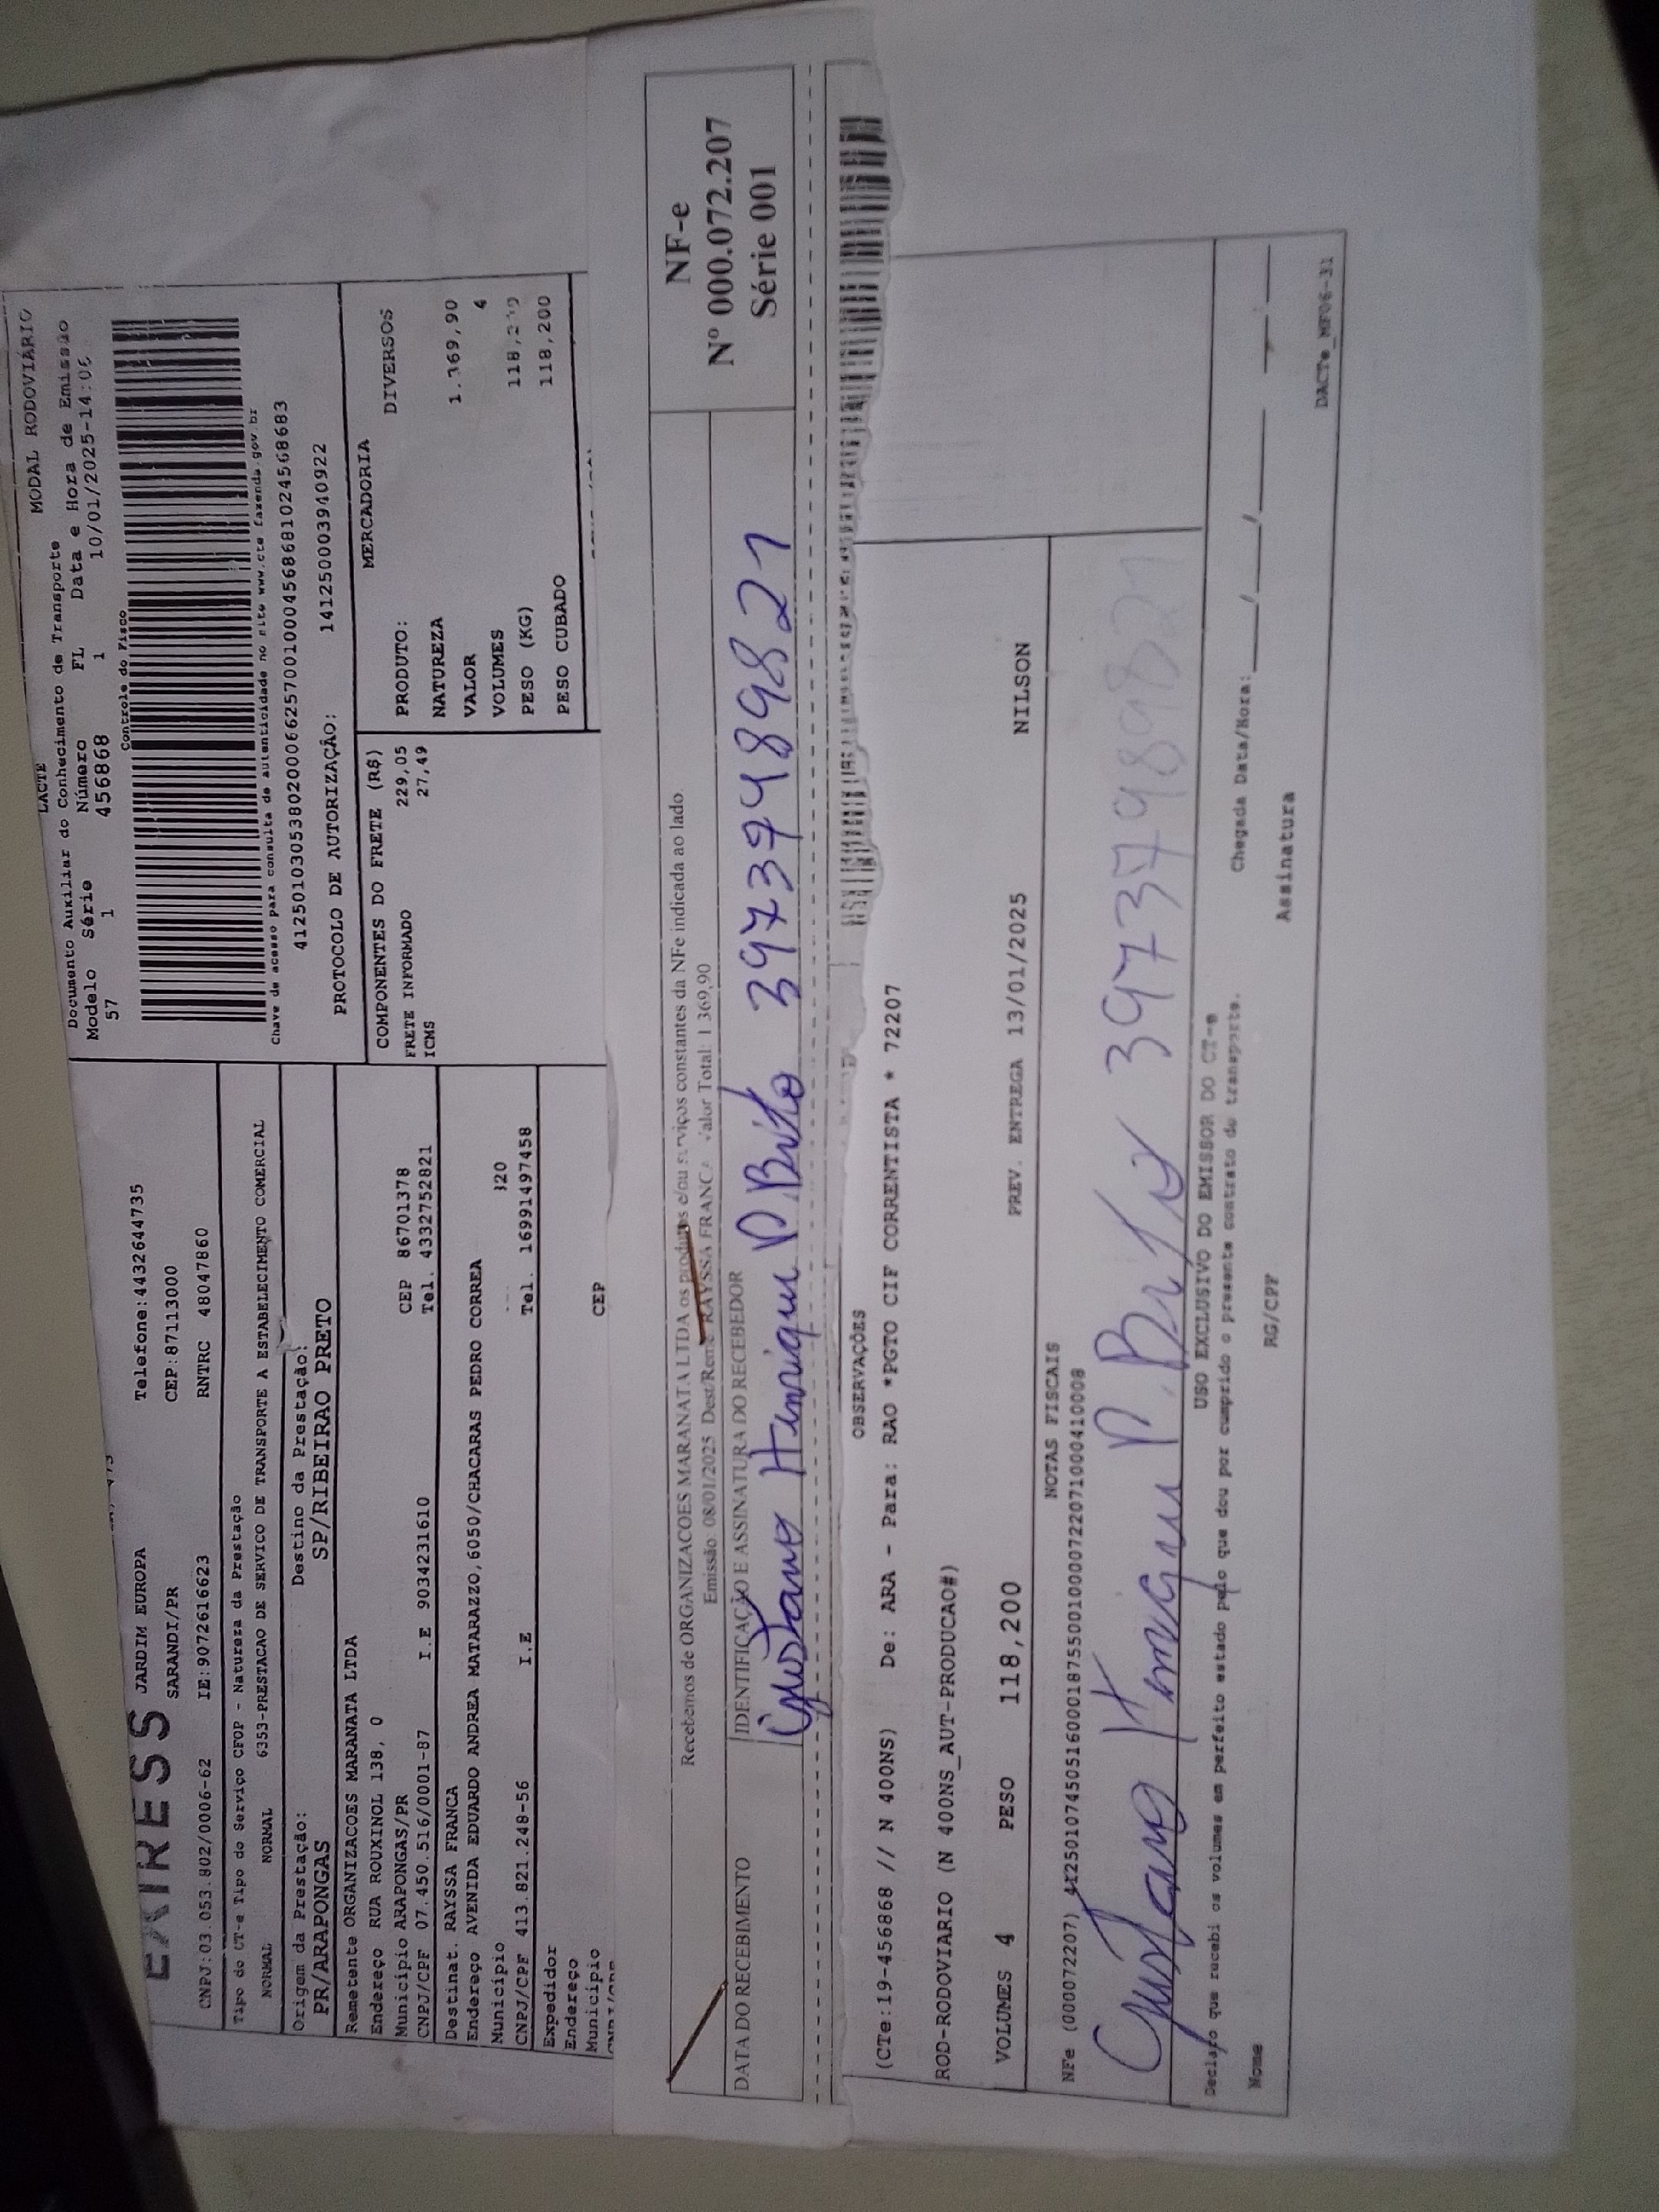 EXPRESS JARDIM EUROPA Telefone:4432644735
SARANDI/PR CEP:87113000
CNPJ:03.053.802/0006-62 IE:9072616623 RNTRC 48047860
Tipo do CT-e Tipo do Serviço CFOP - Natureza da Prestação
NORMAL NORMAL 6353-PRESTACAO DE SERVICO DE TRANSPORTE A ESTABELECIMENTO COMERCIAL
Origem da Prestação: Destino da Prestação:
PR/ARAPONGAS SP/RIBEIRAO PRETO
Remetente ORGANIZACOES MARANATA LTDA
Endereço RUA ROUXINOL 138, 0
Município ARAPONGAS/PR CEP 86701378
CNPJ/CPF 07.450.516/0001-87 I.E 9034231610 Tel. 4332752821
Destinat. RAYSSA FRANCA
Endereço AVENIDA EDUARDO ANDREA MATARAZZO,6050/CHACARAS PEDRO CORREA
Município 320
CNPJ/CPF 413.821.248-56 I.E Tel. 16991497458
Expedidor
Endereço
Município CEP
DACTE MODAL RODOVIÁRIO
Documento Auxiliar do Conhecimento de Transporte
Modelo Série Número FL Data e Hora de Emissão
57 1 456868 1 10/01/2025-14:06
Controle do Fisco
Chave de acesso para consulta de autenticidade no site www.cte.fazenda.gov.br
41250103053802000662570010004568681024568683
PROTOCOLO DE AUTORIZAÇÃO: 141250003940922
COMPONENTES DO FRETE (R$)
FRETE INFORMADO 229,05
ICMS 27,49
MERCADORIA
PRODUTO: DIVERSOS
NATUREZA
VALOR 1.369,90
VOLUMES 4
PESO (KG) 118,200
PESO CUBADO 118,200
Recebemos de ORGANIZACOES MARANATA LTDA os produtos e/ou serviços constantes da NFe indicada ao lado
Emissão: 08/01/2025 Dest/Reme: RAYSSA FRANCA Valor Total: 1.369,90
DATA DO RECEBIMENTO IDENTIFICAÇÃO E ASSINATURA DO RECEBEDOR
Gustavo Henrique P. Brito 39737989821
NF-e
Nº 000.072.207
Série 001
OBSERVAÇÕES
(CTe:19-456868 // N 400NS) De: ARA - Para: RAO *PGTO CIF CORRENTISTA * 72207
ROD-RODOVIARIO (N 400NS_AUT-PRODUCAO#)
VOLUMES 4 PESO 118,200 PREV. ENTREGA 13/01/2025 NILSON
NOTAS FISCAIS
NFe (000072207) 41250107450516000187550010000722071000410008
Gustavo Henrique P. Brito 39737989821
USO EXCLUSIVO DO EMISSOR DO CT-e
Declaro que recebi os volumes em perfeito estado pelo que dou por cumprido o presente contrato de transporte.
Nome RG/CPF Assinatura Chegada Data/Hora: / /
DACTe_MF06-31